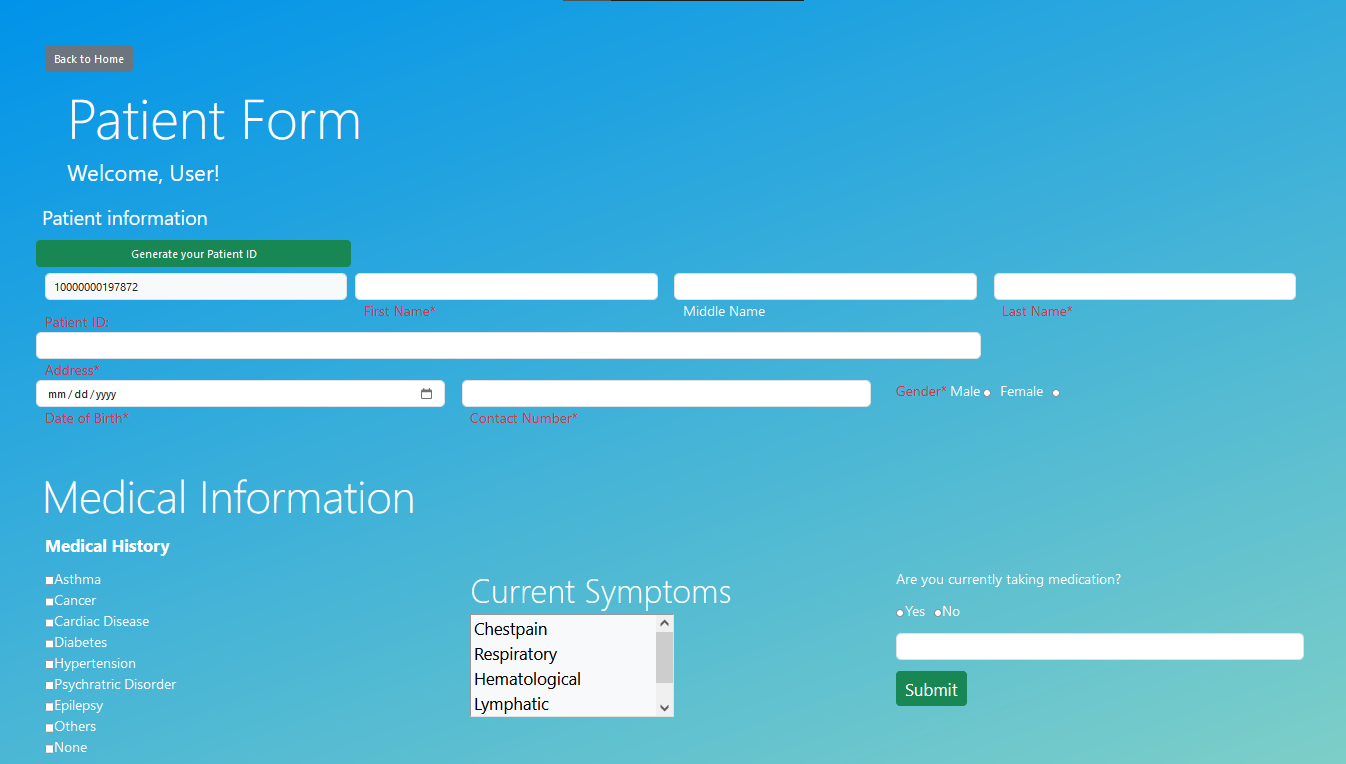 Back to Home
Patient Form
Welcome, User!
Patient information
Generate your Patient ID
10000000197872
First Name*
Middle Name
Last Name*
Patient ID:
Address*
mm/dd/yyyy
Gender* Male Female
Date of Birth*
Contact Number*
Medical Information
Medical History
Asthma
Cancer
Cardiac Disease
Diabetes
Hypertension
Psychratric Disorder
Epilepsy
Others
None
Current Symptoms
Chestpain
Respiratory
Hematological
Lymphatic
Are you currently taking medication?
Yes No
Submit